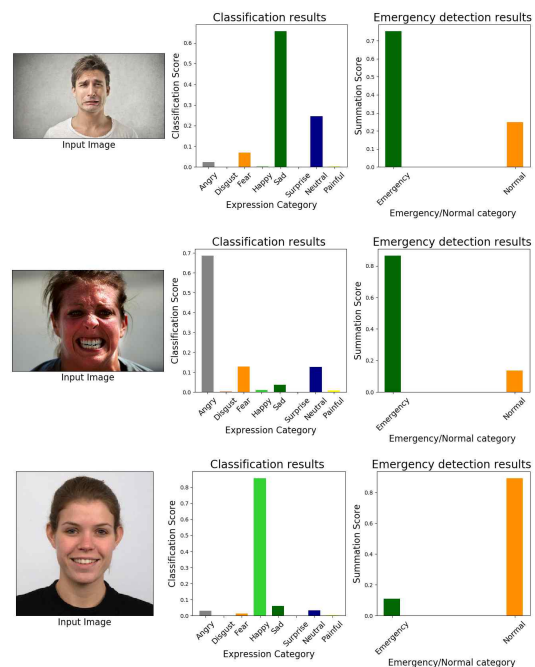 Classification results
Emergency detection results
Classification Score
0.6
0.5
0.4
0.3
0.2
0.1
0.0
Angry
Disgust
Fear
Happy
Sad
Surprise
Neutral
Painful
Expression Category
Summation Score
0.7
0.6
0.5
0.4
0.3
0.2
0.1
0.0
Emergency
Normal
Emergency/Normal category
Input Image
Classification results
Emergency detection results
Classification Score
0.7
0.6
0.5
0.4
0.3
0.2
0.1
0.0
Angry
Disgust
Fear
Happy
Sad
Surprise
Neutral
Painful
Expression Category
Summation Score
0.8
0.6
0.4
0.2
0.0
Emergency
Normal
Emergency/Normal category
Input Image
Classification results
Emergency detection results
Classification Score
0.8
0.7
0.6
0.5
0.4
0.3
0.2
0.1
0.0
Angry
Disgust
Fear
Happy
Sad
Surprise
Neutral
Painful
Expression Category
Summation Score
0.8
0.6
0.4
0.2
0.0
Emergency
Normal
Emergency/Normal category
Input Image